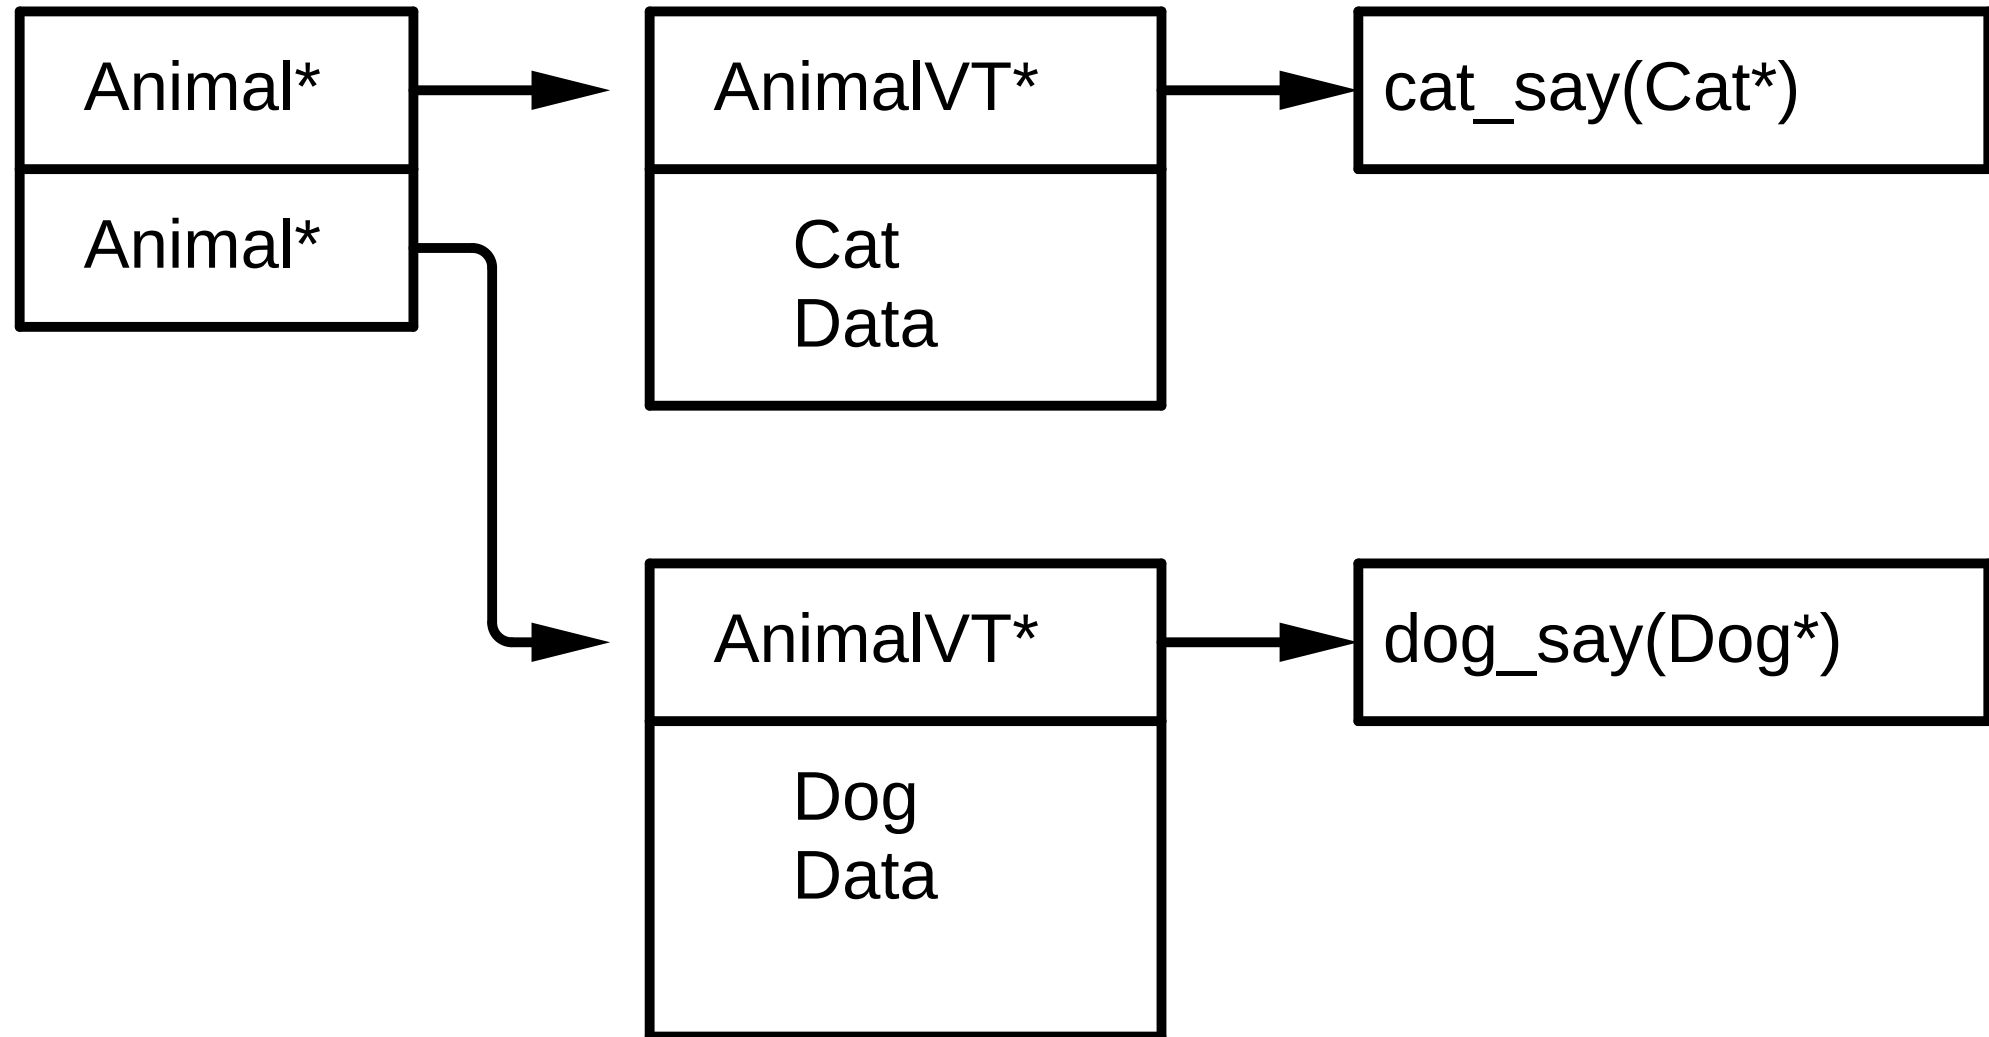 Animal*
AnimalVT*
cat_say(Cat*)
Animal*
Cat
Data
AnimalVT*
dog_say(Dog*)
Dog
Data